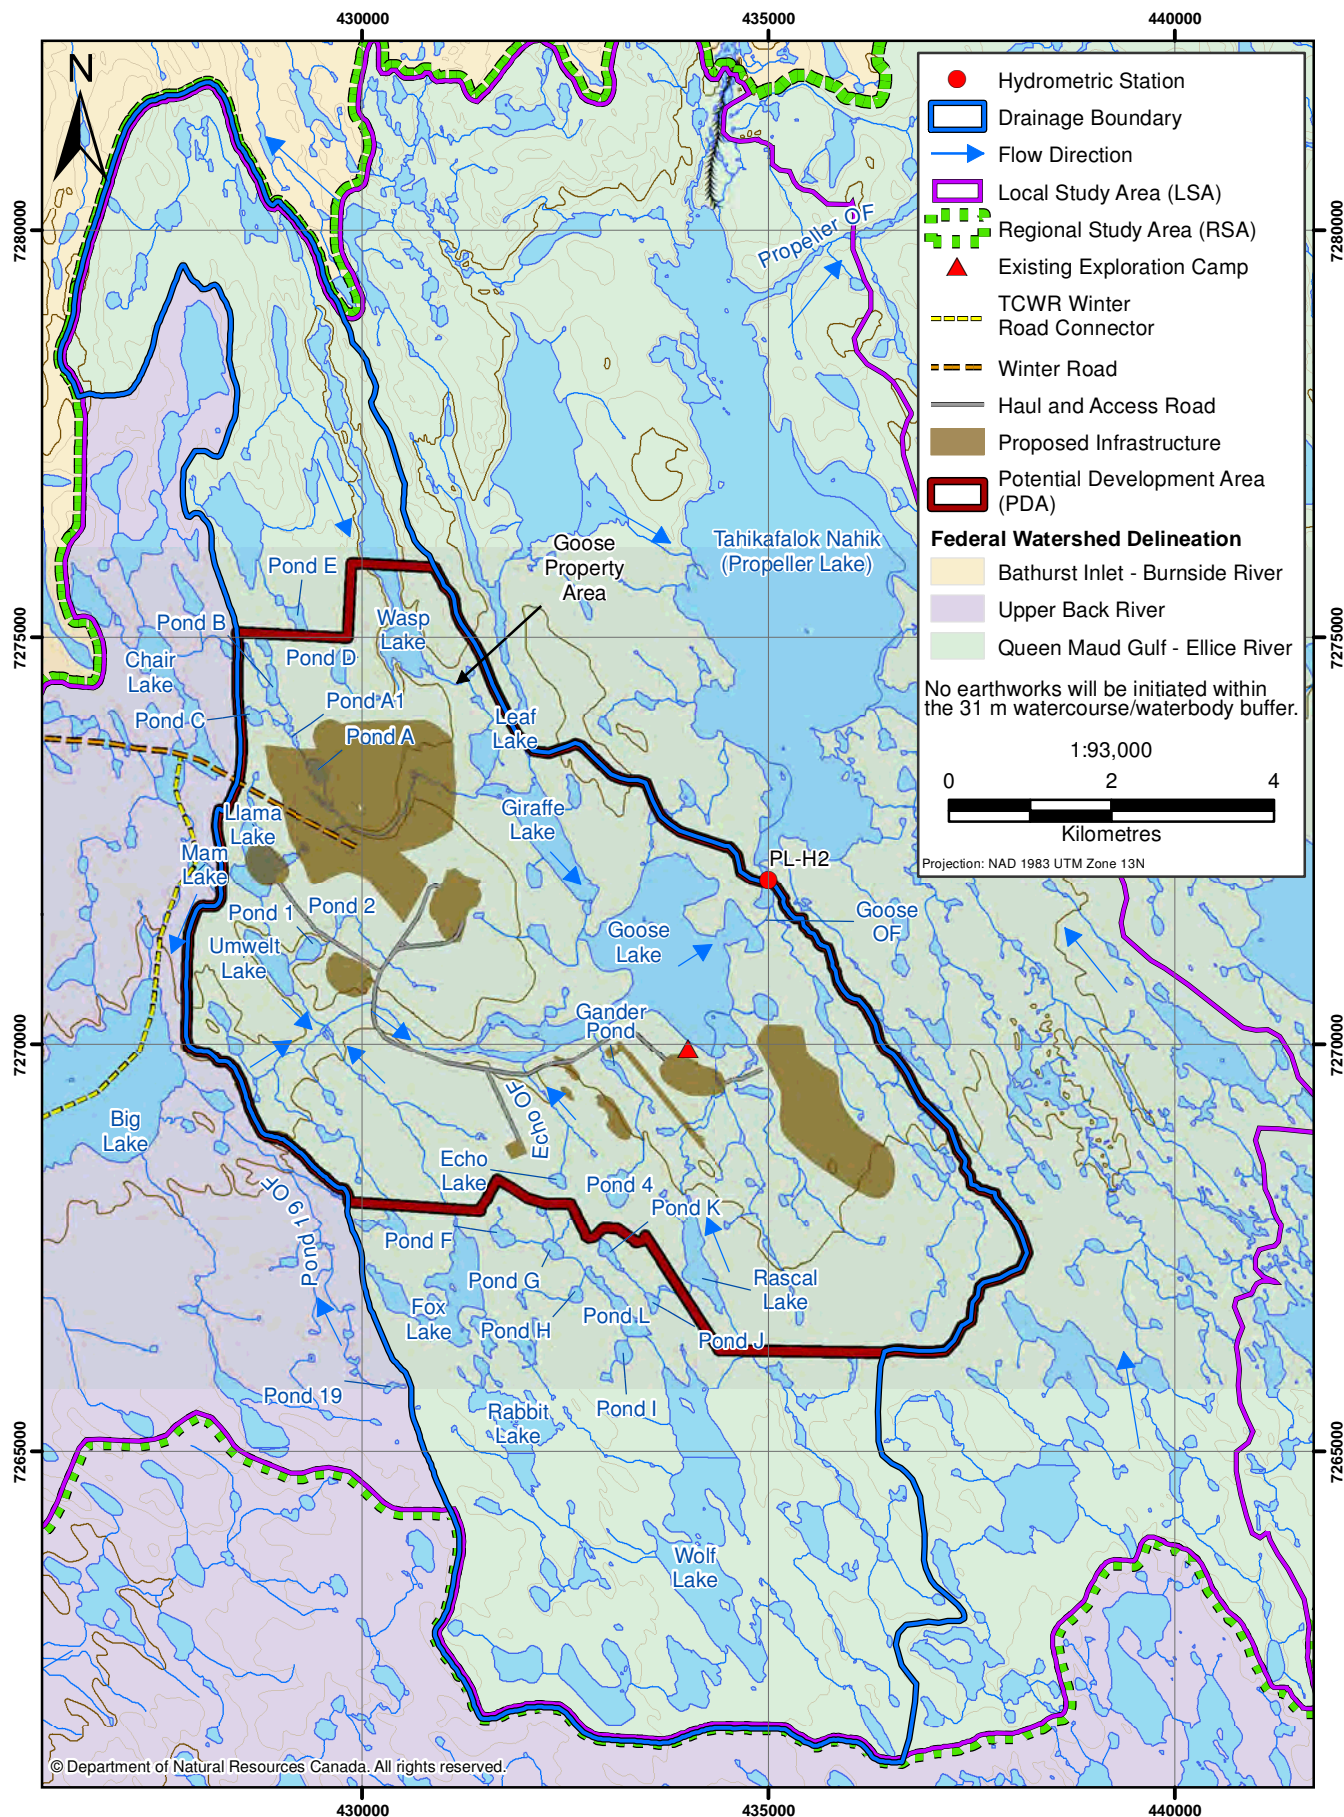 430000
435000
440000
N
7280000
7275000
7270000
7265000
7280000
7275000
7270000
7265000
Hydrometric Station
Drainage Boundary
Flow Direction
Local Study Area (LSA)
Regional Study Area (RSA)
Existing Exploration Camp
TCWR Winter
Road Connector
Winter Road
Haul and Access Road
Proposed Infrastructure
Potential Development Area
(PDA)
Federal Watershed Delineation
Bathurst Inlet - Burnside River
Upper Back River
Queen Maud Gulf - Ellice River
No earthworks will be initiated within
the 31 m watercourse/waterbody buffer.
1:93,000
0 2 4
Kilometres
Projection: NAD 1983 UTM Zone 13N
Propeller OF
Tahikafalok Nahik
(Propeller Lake)
Goose
Property
Area
Pond E
Pond B
Wasp
Lake
Chair
Lake
Pond D
Pond A1
Pond C
Pond A
Leaf
Lake
Llama
Lake
Giraffe
Lake
Mam
Lake
PL-H2
Pond 1
Pond 2
Goose
OF
Umwelt
Lake
Goose
Lake
Gander
Pond
Big
Lake
Echo OF
Echo
Lake
Pond 4
Pond K
Pond 19 OF
Pond F
Pond G
Rascal
Lake
Fox
Lake
Pond H
Pond L
Pond J
Pond 19
Rabbit
Lake
Pond I
Wolf
Lake
© Department of Natural Resources Canada. All rights reserved.
430000
435000
440000